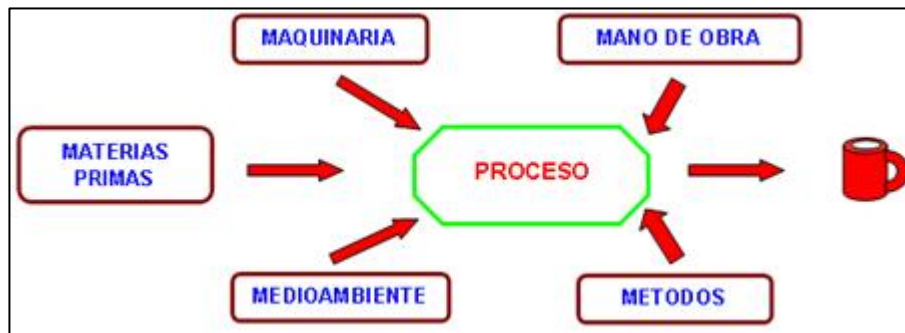 MAQUINARIA
MANO DE OBRA
MATERIAS
PRIMAS
PROCESO
MEDIOAMBIENTE
METODOS